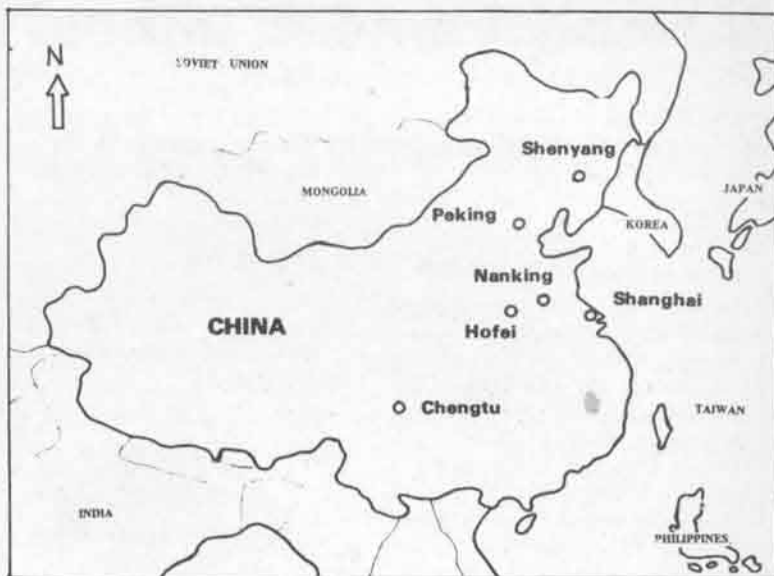 N
SOVIET UNION
MONGOLIA
Shenyang
Peking
KOREA
JAPAN
Nanking
Shanghai
CHINA
Hofei
Chengtu
TAIWAN
INDIA
PHILIPPINES